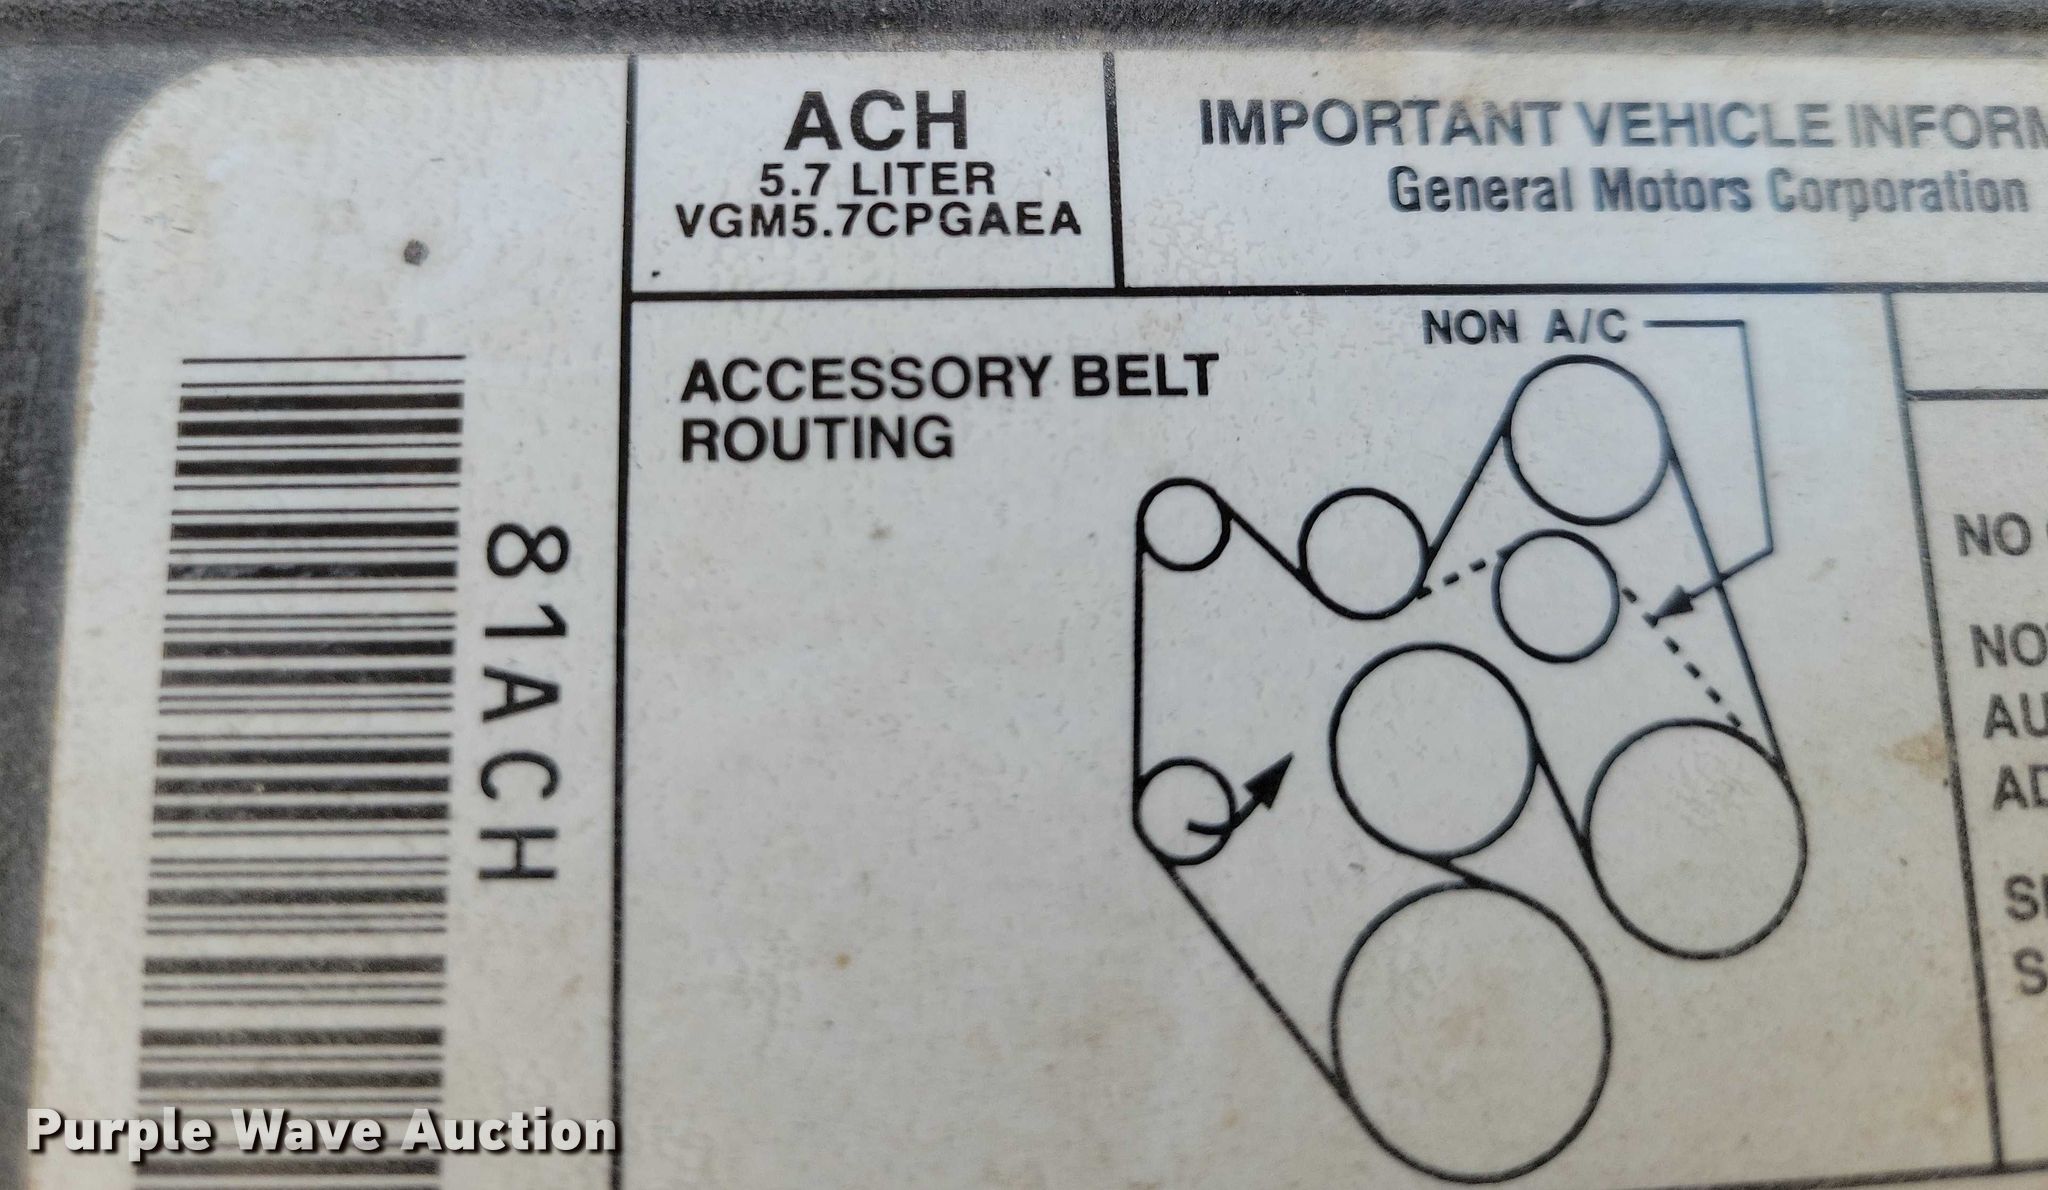 ACH
5.7 LITER
VGM5.7CPGAEA
IMPORTANT VEHICLE
General Motors Corporation
NON A/C
ACCESSORY BELT
ROUTING
81ACH
NO
Purple Wave Auction